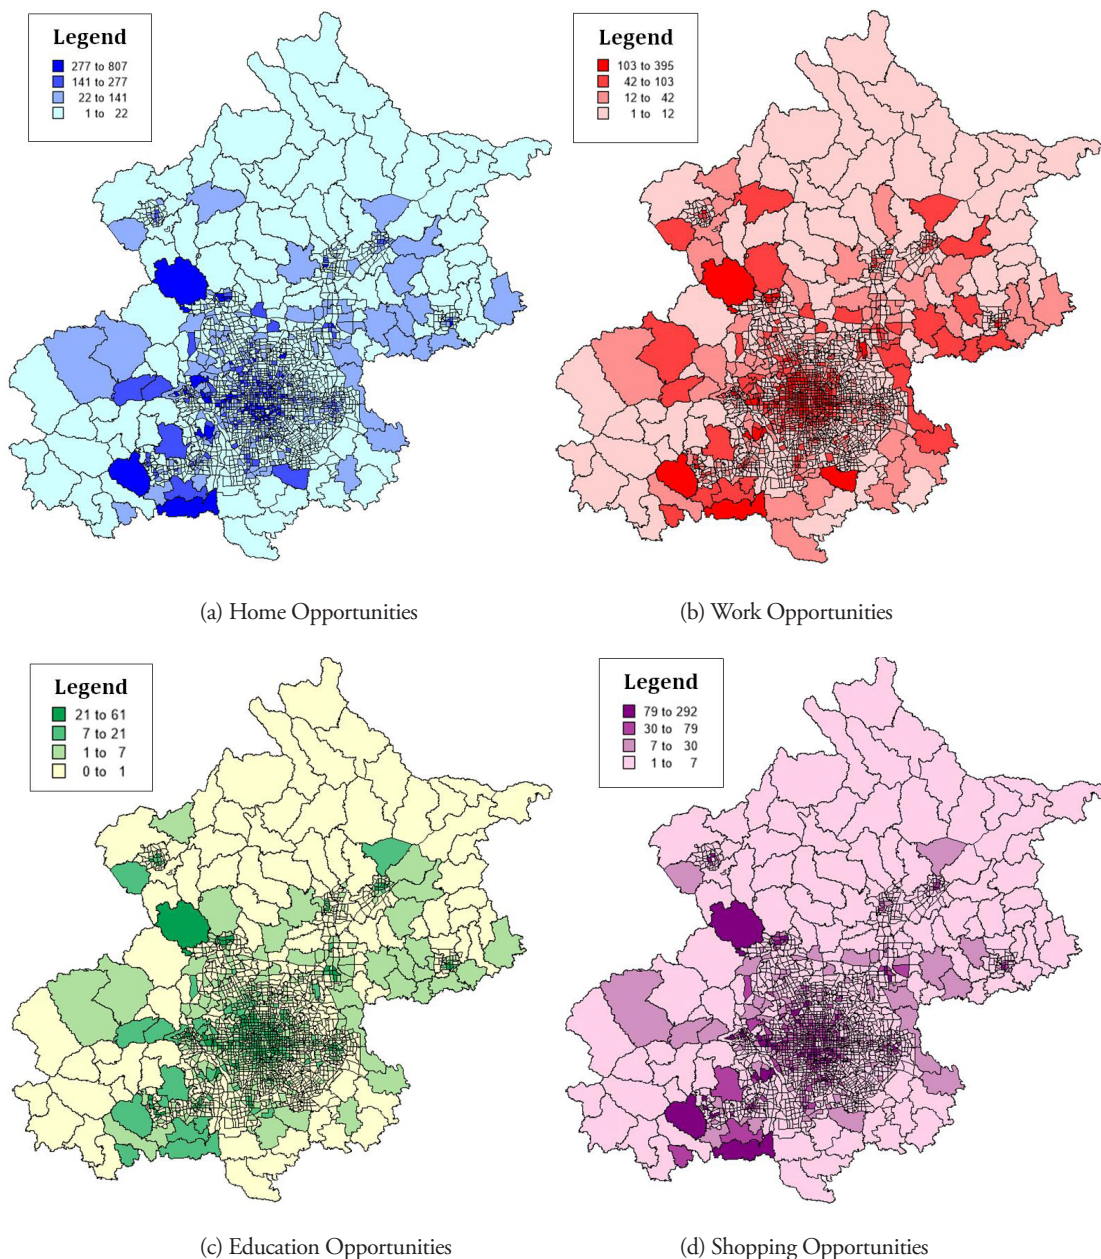 Legend
277 to 807
141 to 277
22 to 141
1 to 22
Legend
103 to 395
42 to 103
12 to 42
1 to 12
(a) Home Opportunities
(b) Work Opportunities
Legend
21 to 61
7 to 21
1 to 7
0 to 1
Legend
79 to 292
30 to 79
7 to 30
1 to 7
(c) Education Opportunities
(d) Shopping Opportunities